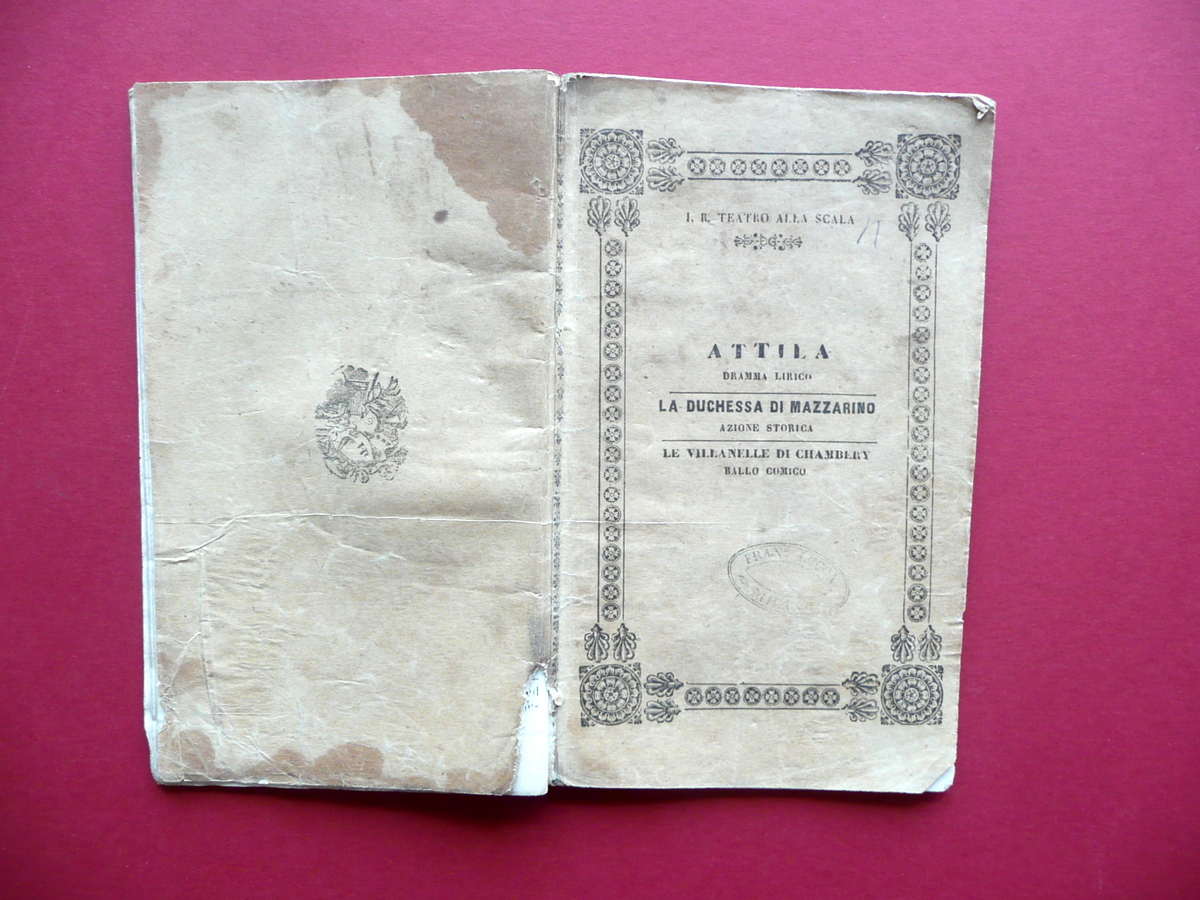 I. R. TEATRO ALLA SCALA
ATTILA
DRAMMA LIRICO
LA DUCHESSA DI MAZZARINO
AZIONE STORICA
LE VILLANELLE DI CHAMBERY
BALLO COMICO